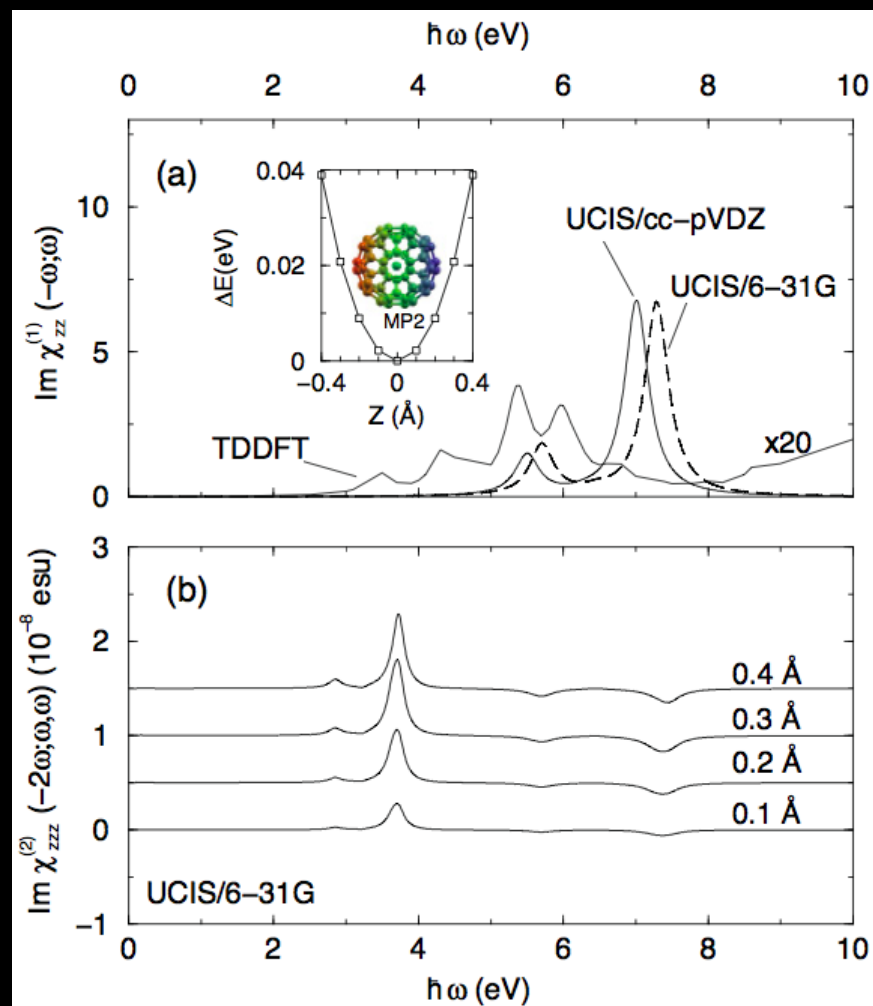 ħω (eV)
0 2 4 6 8 10
(a)
Im χ(1)zz (−ω;ω)
10
5
0
ΔE(eV)
0.04
0.02
0
MP2
−0.4 0 0.4
Z (Å)
UCIS/cc−pVDZ
UCIS/6−31G
TDDFT
x20
(b)
Im χ(2)zzz (−2ω;ω,ω) (10−8 esu)
3
2
1
0
−1
0.4 Å
0.3 Å
0.2 Å
0.1 Å
UCIS/6−31G
0 2 4 6 8 10
ħω (eV)